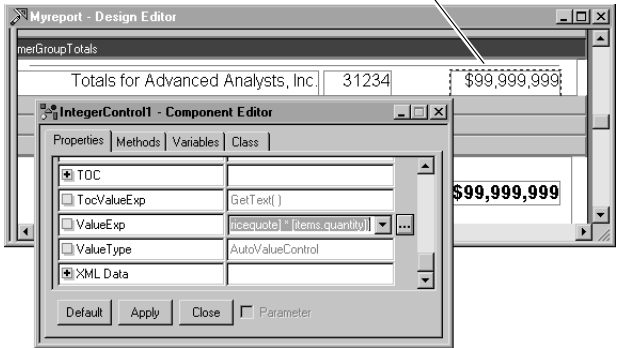 Myreport - Design Editor
merGroupTotals
Totals for Advanced Analysts, Inc. 31234 $99,999,999
IntegerControl1 - Component Editor
Properties Methods Variables Class
TOC
TocValueExp GetText( )
ValueExp ricequote] * [items.quantity)] ...
ValueType AutoValueControl
XML Data
$99,999,999
Default Apply Close Parameter